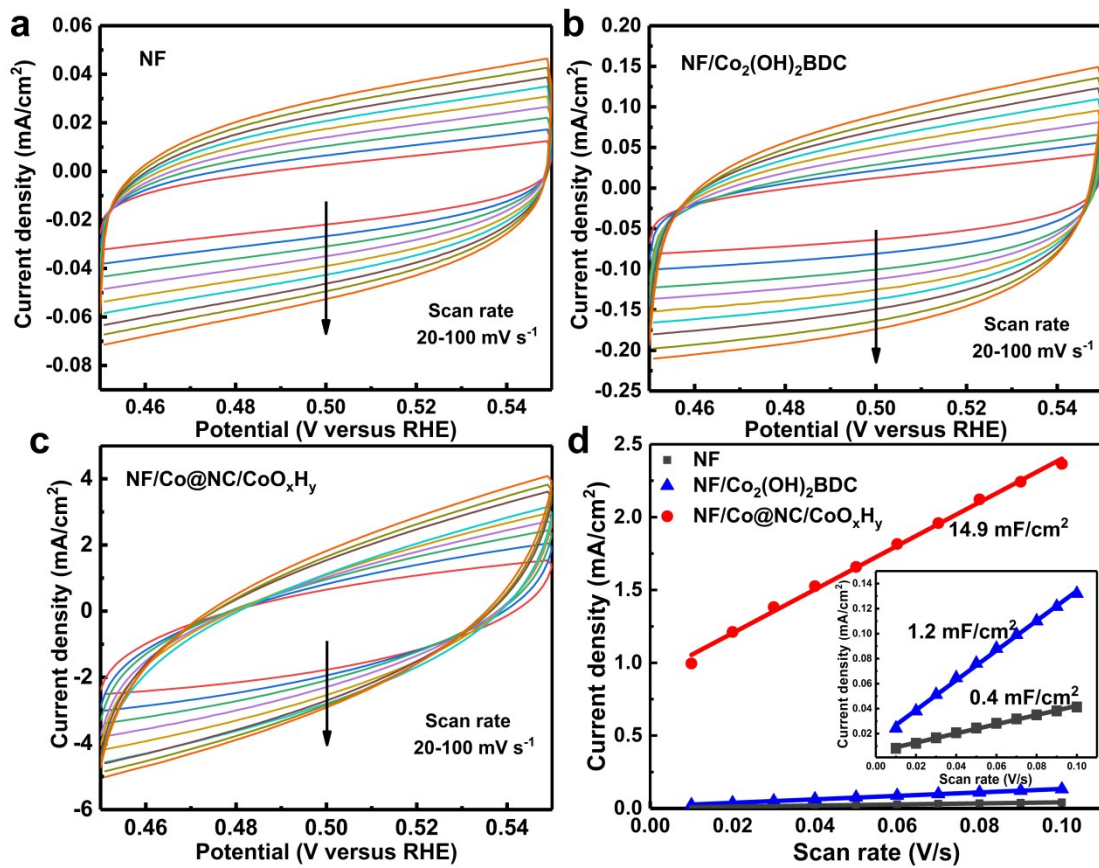 a
NF
Current density (mA/cm²)
0.06
0.04
0.02
0.00
-0.02
-0.04
-0.06
-0.08
0.46 0.48 0.50 0.52 0.54
Potential (V versus RHE)
Scan rate
20-100 mV s⁻¹
b
NF/Co₂(OH)₂BDC
Current density (mA/cm²)
0.20
0.15
0.10
0.05
0.00
-0.05
-0.10
-0.15
-0.20
-0.25
0.46 0.48 0.50 0.52 0.54
Potential (V versus RHE)
Scan rate
20-100 mV s⁻¹
c
NF/Co@NC/CoOₓHᵧ
Current density (mA/cm²)
4
2
0
-2
-4
-6
0.46 0.48 0.50 0.52 0.54
Potential (V versus RHE)
Scan rate
20-100 mV s⁻¹
d
NF
NF/Co₂(OH)₂BDC
NF/Co@NC/CoOₓHᵧ
Current density (mA/cm²)
2.5
2.0
1.5
1.0
0.5
0.0
0.00 0.02 0.04 0.06 0.08 0.10
Scan rate (V/s)
14.9 mF/cm²
Current density (mA/cm²)
0.14
0.12
0.10
0.08
0.06
0.04
0.02
0.00
0.00 0.02 0.04 0.06 0.08 0.10
Scan rate (V/s)
1.2 mF/cm²
0.4 mF/cm²